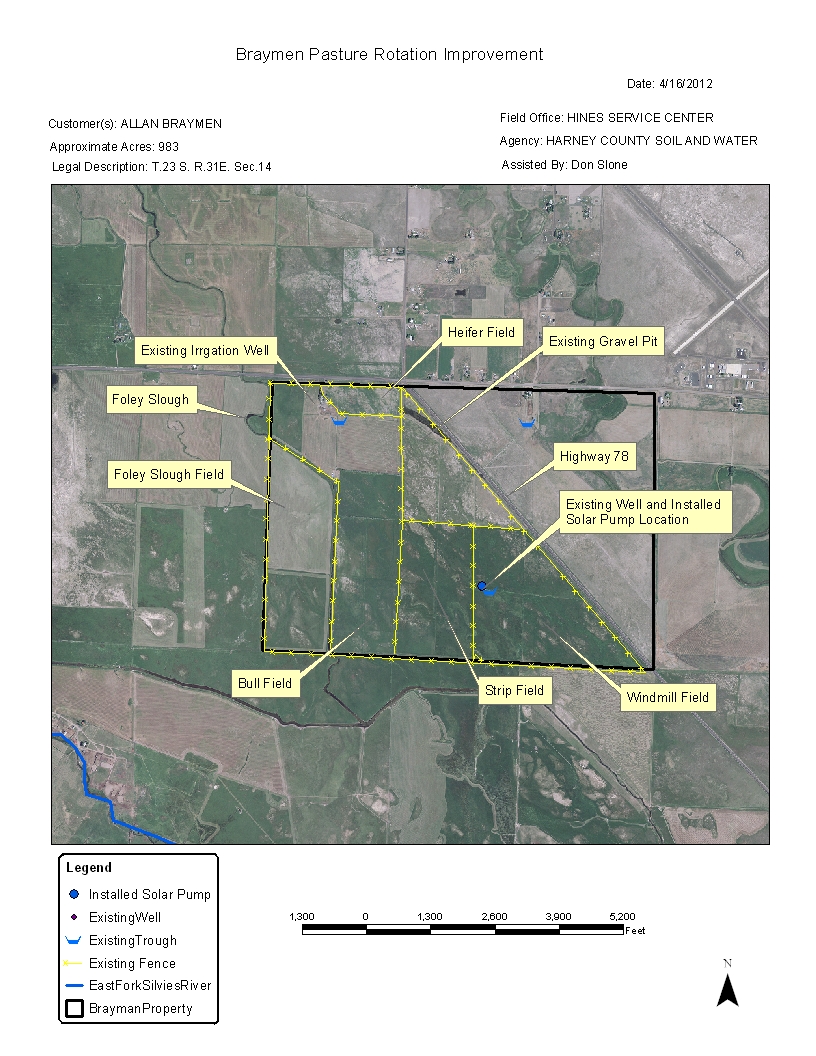 Braymen Pasture Rotation Improvement
Date: 4/16/2012
Customer(s): ALLAN BRAYMEN
Approximate Acres: 983
Legal Description: T.23 S. R.31E. Sec.14
Field Office: HINES SERVICE CENTER
Agency: HARNEY COUNTY SOIL AND WATER
Assisted By: Don Slone
Heifer Field
Existing Gravel Pit
Existing Irrgation Well
Foley Slough
Highway 78
Foley Slough Field
Existing Well and Installed
Solar Pump Location
Bull Field
Strip Field
Windmill Field
Legend
Installed Solar Pump
ExistingWell
ExistingTrough
Existing Fence
EastForkSilviesRiver
BraymanProperty
1,300 0 1,300 2,600 3,900 5,200
Feet
N